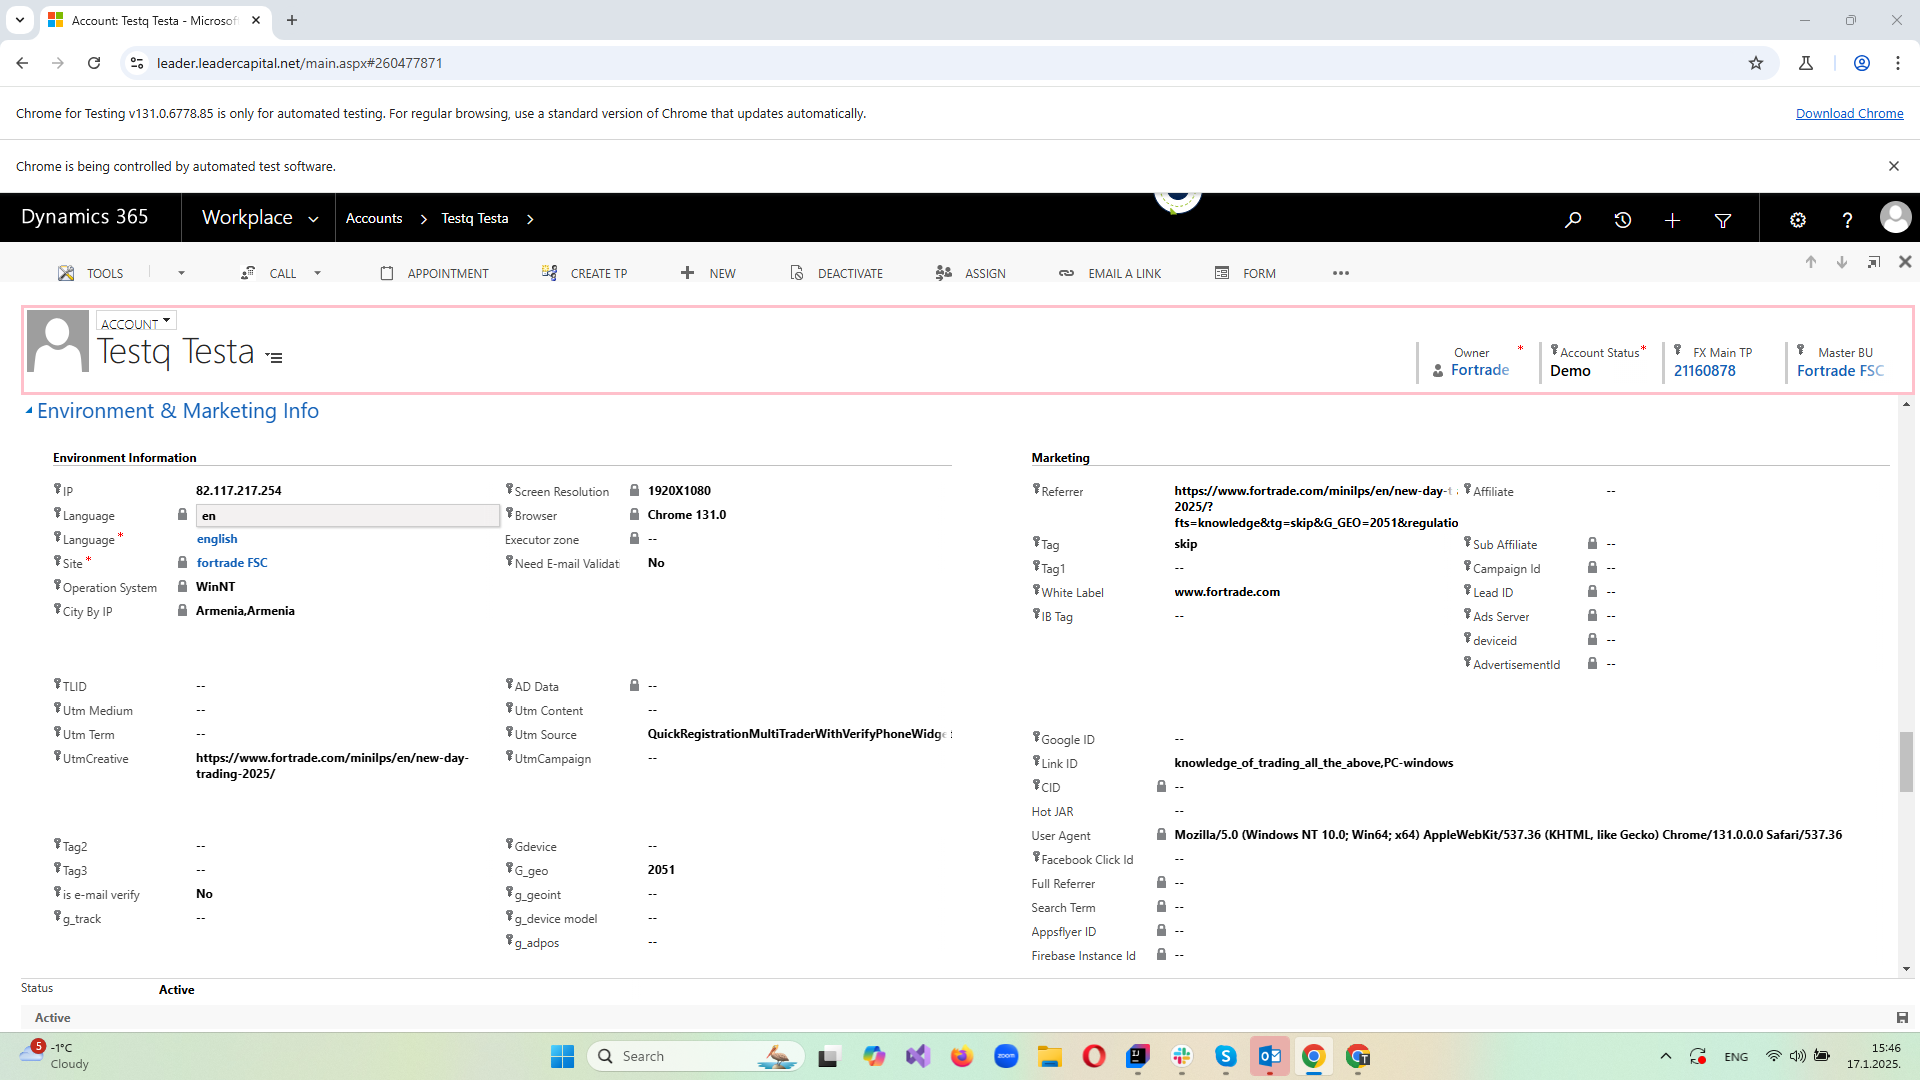 Account: Testq Testa - Microsof
leader.leadercapital.net/main.aspx#260477871
Chrome for Testing v131.0.6778.85 is only for automated testing. For regular browsing, use a standard version of Chrome that updates automatically.
Download Chrome
Chrome is being controlled by automated test software.
Dynamics 365
Workplace
Accounts
Testq Testa
TOOLS
CALL
APPOINTMENT
CREATE TP
NEW
DEACTIVATE
ASSIGN
EMAIL A LINK
FORM
ACCOUNT
Testq Testa
Owner *
Fortrade
Account Status *
Demo
FX Main TP
21160878
Master BU
Fortrade FSC
Environment & Marketing Info
Environment Information
IP 82.117.217.254
Language en
Language * english
Site * fortrade FSC
Operation System WinNT
City By IP Armenia,Armenia
Screen Resolution 1920X1080
Browser Chrome 131.0
Executor zone --
Need E-mail Validat No
TLID --
Utm Medium --
Utm Term --
UtmCreative https://www.fortrade.com/minilps/en/new-day-
trading-2025/
AD Data --
Utm Content --
Utm Source QuickRegistrationMultiTraderWithVerifyPhoneWidge
UtmCampaign --
Tag2 --
Tag3 --
is e-mail verify No
g_track --
Gdevice --
G_geo 2051
g_geoint --
g_device model --
g_adpos --
Marketing
Referrer https://www.fortrade.com/minilps/en/new-day-t
2025/?
fts=knowledge&tg=skip&G_GEO=2051&regulatio
Tag skip
Tag1 --
White Label www.fortrade.com
IB Tag --
Affiliate --
Sub Affiliate --
Campaign Id --
Lead ID --
Ads Server --
deviceid --
AdvertisementId --
Google ID --
Link ID knowledge_of_trading_all_the_above,PC-windows
CID --
Hot JAR --
User Agent Mozilla/5.0 (Windows NT 10.0; Win64; x64) AppleWebKit/537.36 (KHTML, like Gecko) Chrome/131.0.0.0 Safari/537.36
Facebook Click Id --
Full Referrer --
Search Term --
Appsflyer ID --
Firebase Instance Id --
Status Active
Active
5
-1°C
Cloudy
Search
zoom
ENG
15:46
17.1.2025.